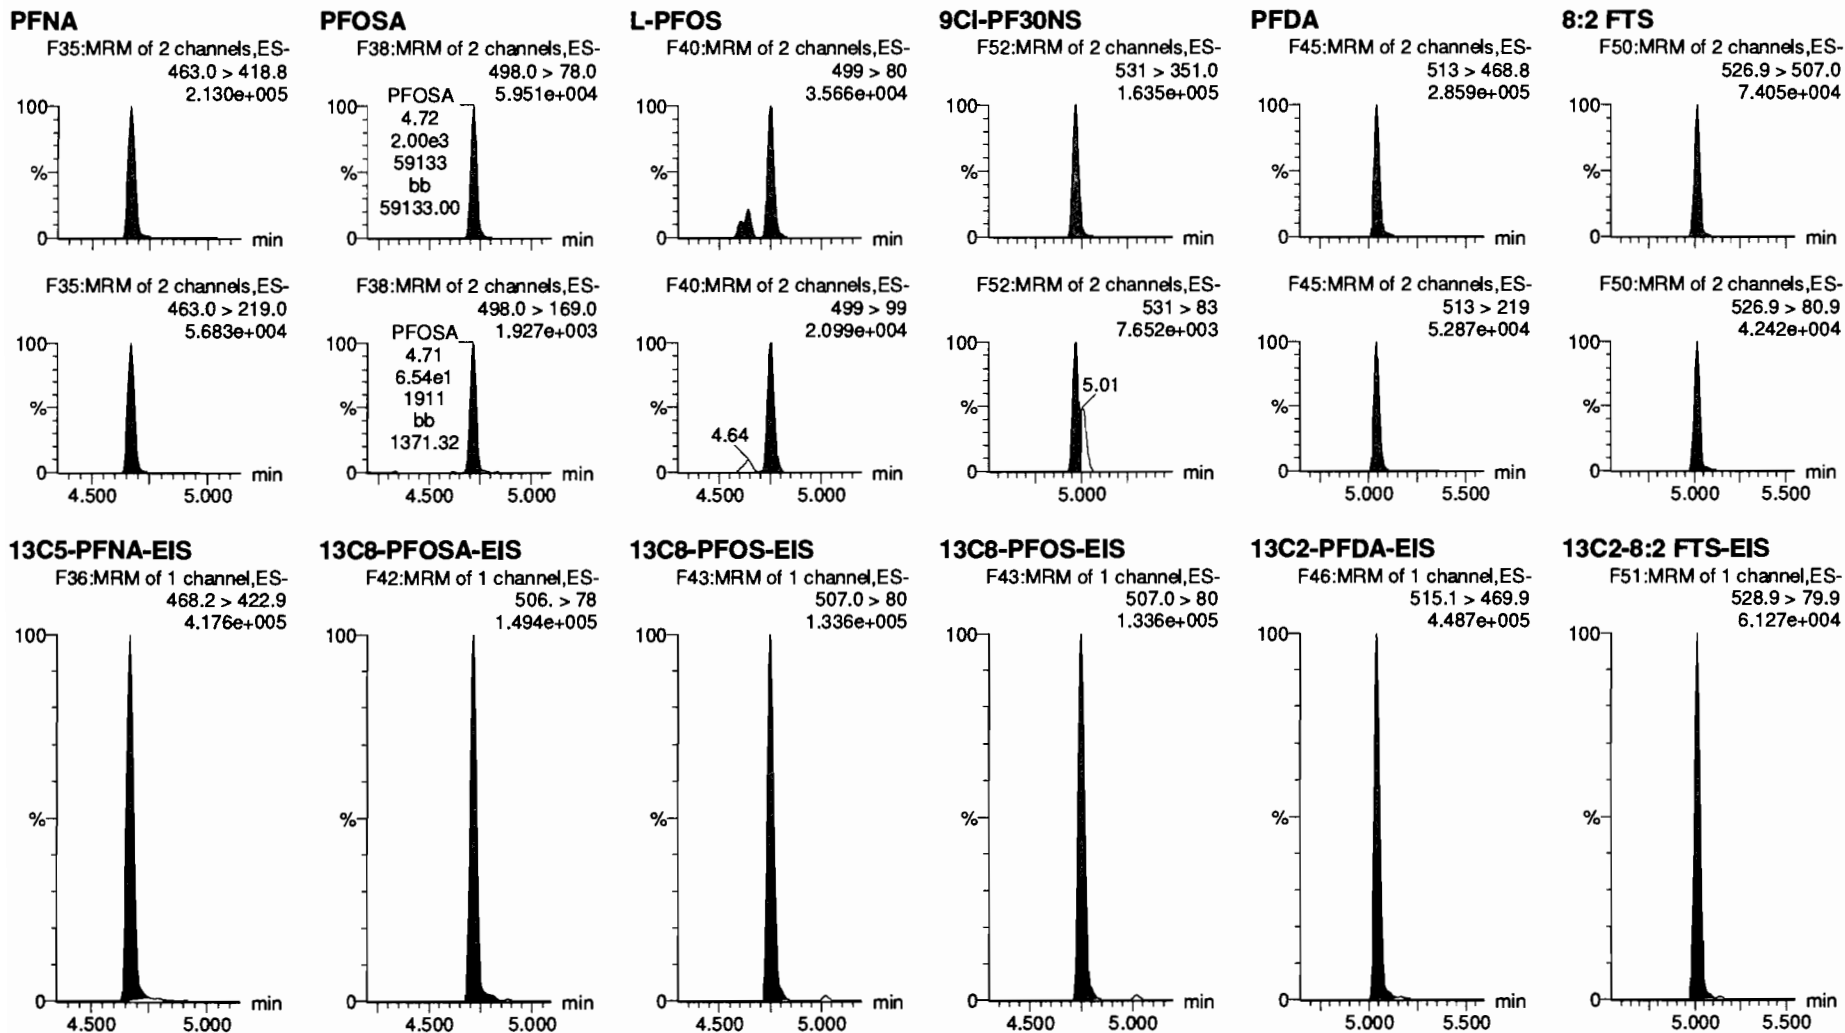 PFNA
F35:MRM of 2 channels,ES-
463.0 > 418.8
2.130e+005
100
%
0
min
F35:MRM of 2 channels,ES-
463.0 > 219.0
5.683e+004
100
%
0
min
4.500 5.000
13C5-PFNA-EIS
F36:MRM of 1 channel,ES-
468.2 > 422.9
4.176e+005
100
%
0
min
4.500 5.000
PFOSA
F38:MRM of 2 channels,ES-
498.0 > 78.0
5.951e+004
100
%
0
min
PFOSA
4.72
2.00e3
59133
bb
59133.00
F38:MRM of 2 channels,ES-
498.0 > 169.0
1.927e+003
100
%
0
min
PFOSA
4.71
6.54e1
1911
bb
1371.32
4.500 5.000
13C8-PFOSA-EIS
F42:MRM of 1 channel,ES-
506. > 78
1.494e+005
100
%
0
min
4.500 5.000
L-PFOS
F40:MRM of 2 channels,ES-
499 > 80
3.566e+004
100
%
0
min
F40:MRM of 2 channels,ES-
499 > 99
2.099e+004
100
%
0
min
4.64
4.500 5.000
13C8-PFOS-EIS
F43:MRM of 1 channel,ES-
507.0 > 80
1.336e+005
100
%
0
min
4.500 5.000
9Cl-PF30NS
F52:MRM of 2 channels,ES-
531 > 351.0
1.635e+005
100
%
0
min
F52:MRM of 2 channels,ES-
531 > 83
7.652e+003
100
%
0
min
5.01
5.000
13C8-PFOS-EIS
F43:MRM of 1 channel,ES-
507.0 > 80
1.336e+005
100
%
0
min
4.500 5.000
PFDA
F45:MRM of 2 channels,ES-
513 > 468.8
2.859e+005
100
%
0
min
F45:MRM of 2 channels,ES-
513 > 219
5.287e+004
100
%
0
min
5.000 5.500
13C2-PFDA-EIS
F46:MRM of 1 channel,ES-
515.1 > 469.9
4.487e+005
100
%
0
min
5.000 5.500
8:2 FTS
F50:MRM of 2 channels,ES-
526.9 > 507.0
7.405e+004
100
%
0
min
F50:MRM of 2 channels,ES-
526.9 > 80.9
4.242e+004
100
%
0
min
5.000 5.500
13C2-8:2 FTS-EIS
F51:MRM of 1 channel,ES-
528.9 > 79.9
6.127e+004
100
%
0
min
5.000 5.500